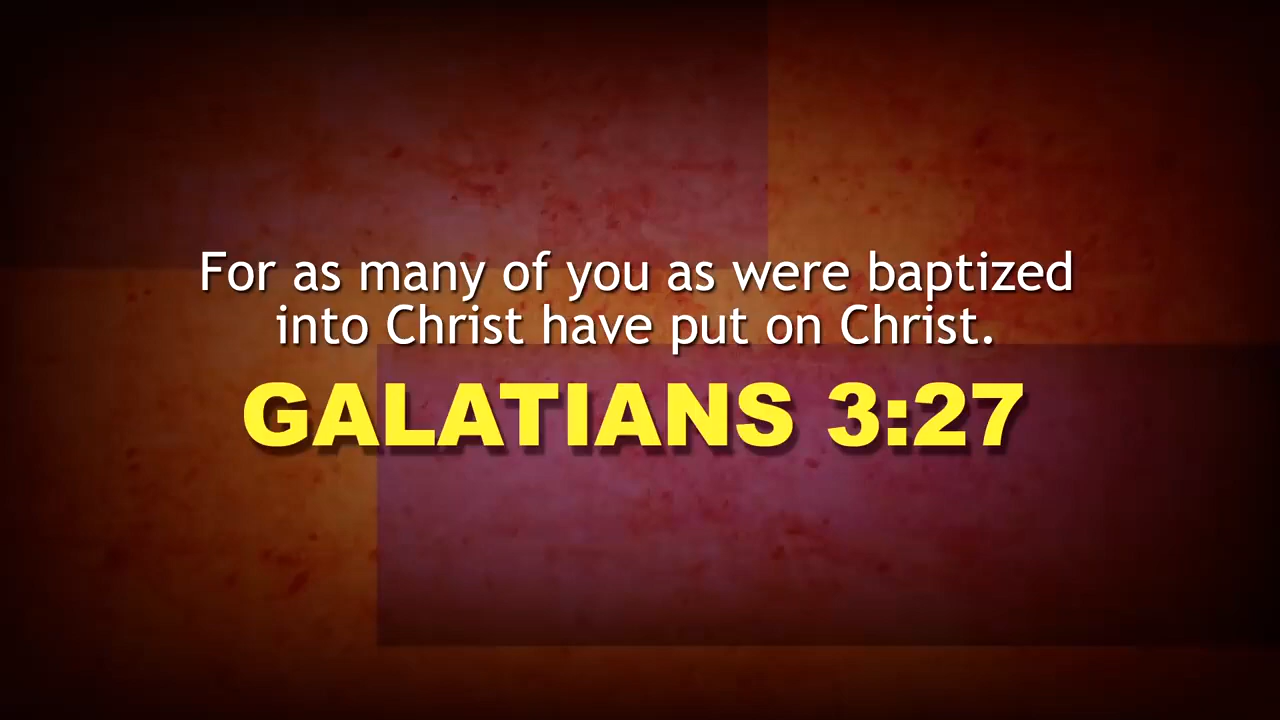 For as many of you as were baptized
into Christ have put on Christ.
GALATIANS 3:27